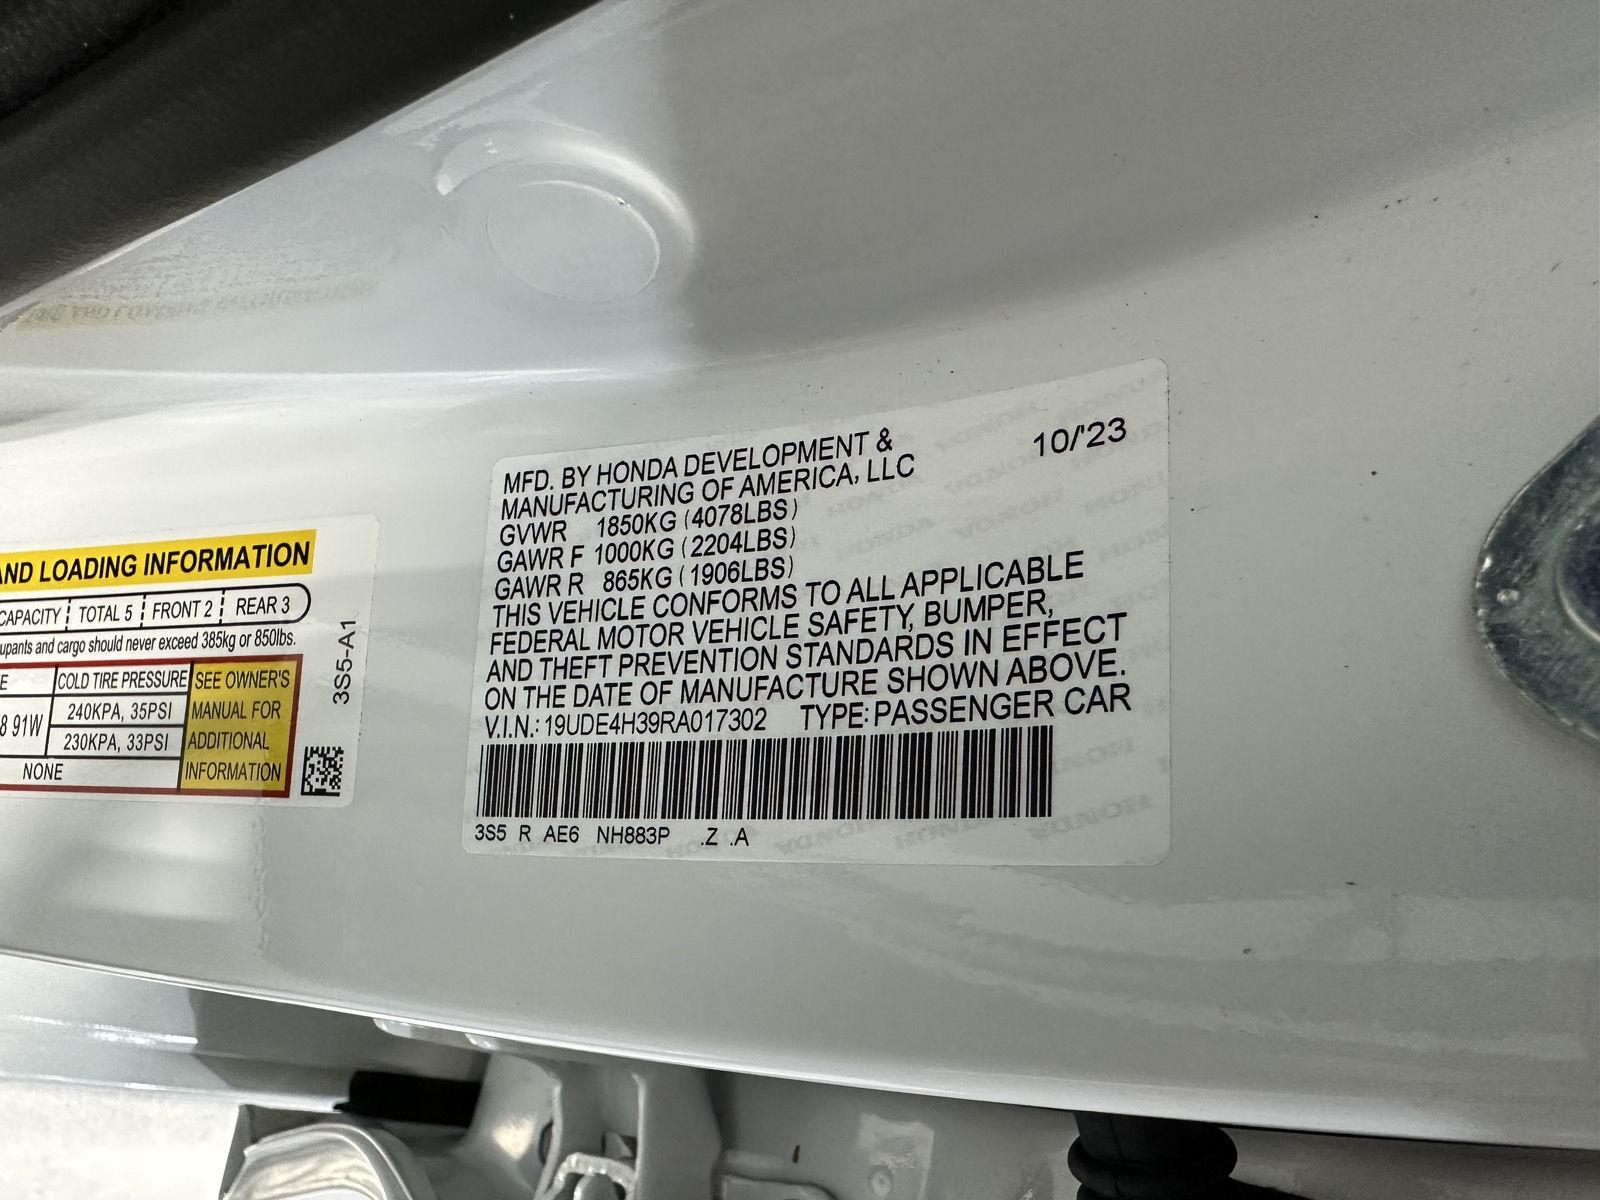 MFD. BY HONDA DEVELOPMENT & 10/'23
MANUFACTURING OF AMERICA, LLC
GVWR 1850KG (4078LBS)
GAWR F 1000KG (2204LBS)
GAWR R 865KG (1906LBS)
THIS VEHICLE CONFORMS TO ALL APPLICABLE
FEDERAL MOTOR VEHICLE SAFETY, BUMPER,
AND THEFT PREVENTION STANDARDS IN EFFECT
ON THE DATE OF MANUFACTURE SHOWN ABOVE.
V.I.N.: 19UDE4H39RA017302 TYPE: PASSENGER CAR
3S5 R AE6 NH883P .Z .A
AND LOADING INFORMATION
CAPACITY TOTAL 5 FRONT 2 REAR 3
upants and cargo should never exceed 385kg or 850lbs.
E COLD TIRE PRESSURE SEE OWNER'S
8 91W 240KPA, 35PSI MANUAL FOR
230KPA, 33PSI ADDITIONAL
NONE INFORMATION
3S5-A1